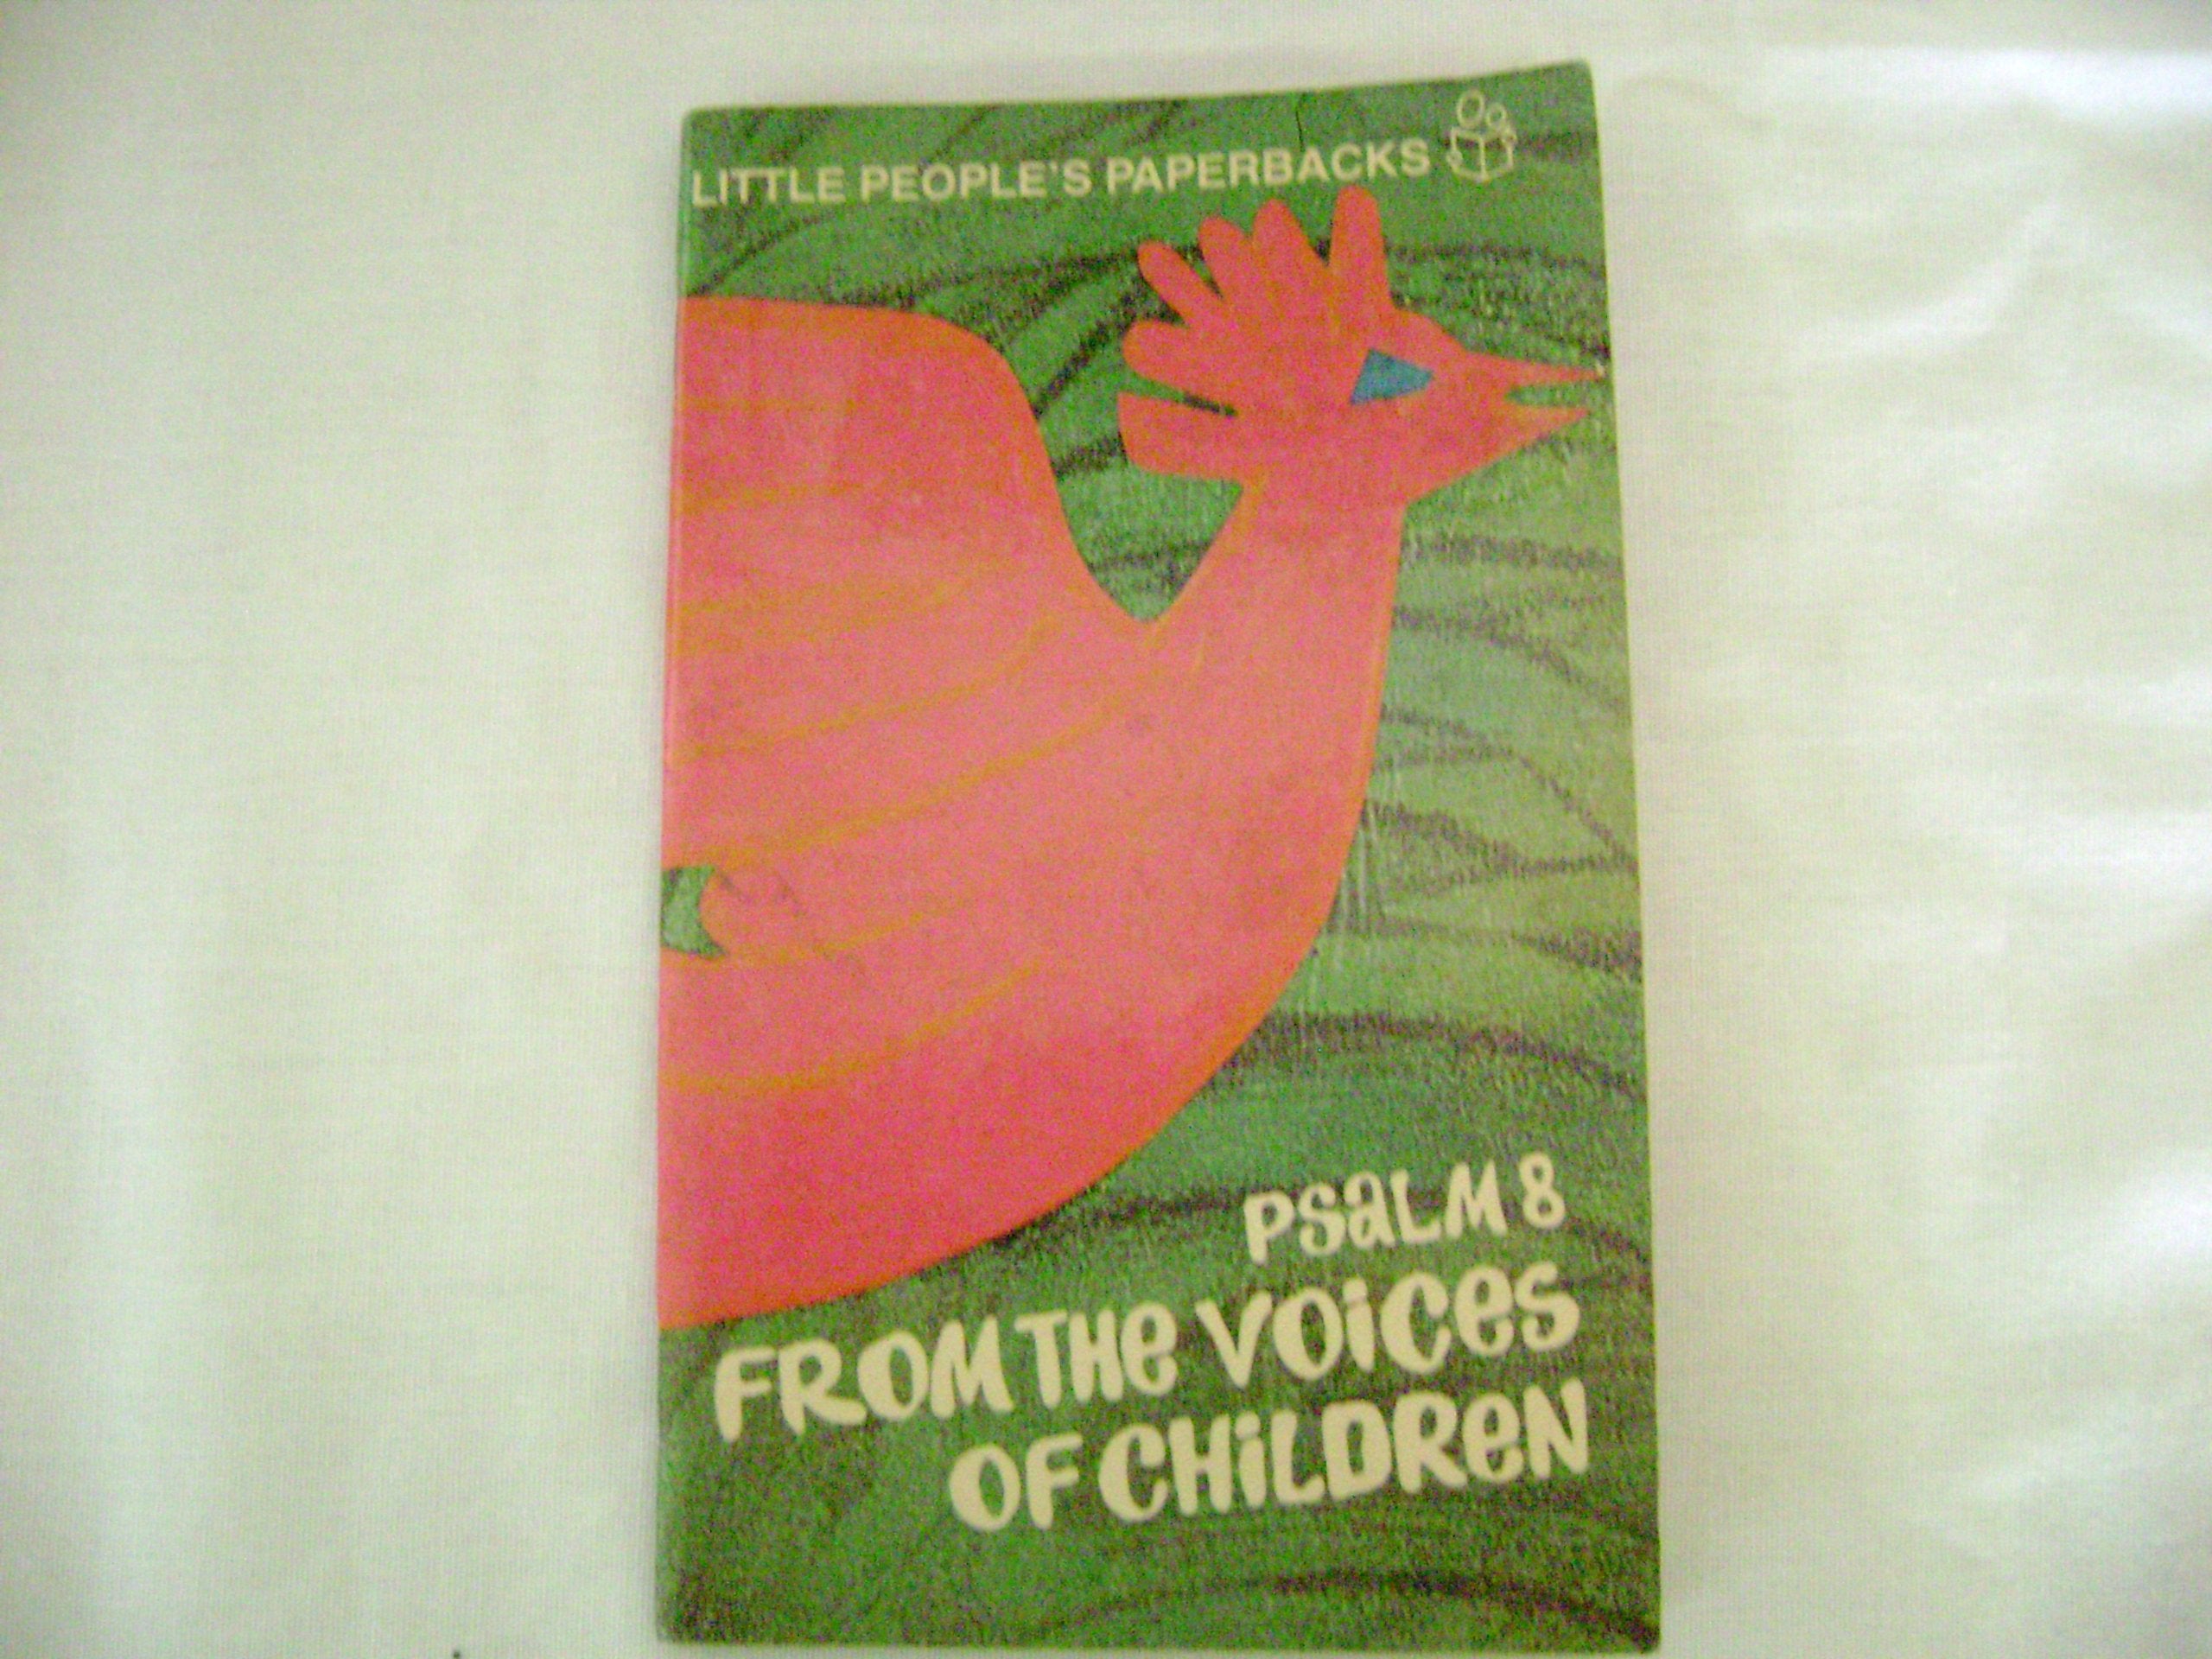 LITTLE PEOPLE'S PAPERBACKS
PSaLM 8
FROM THe VOiCeS
OF CHiLDReN